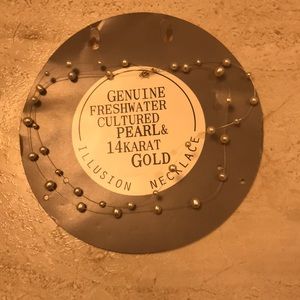 GENUINE
FRESHWATER
CULTURED
PEARL&
14KARAT
GOLD
ILLUSION NECKLACE